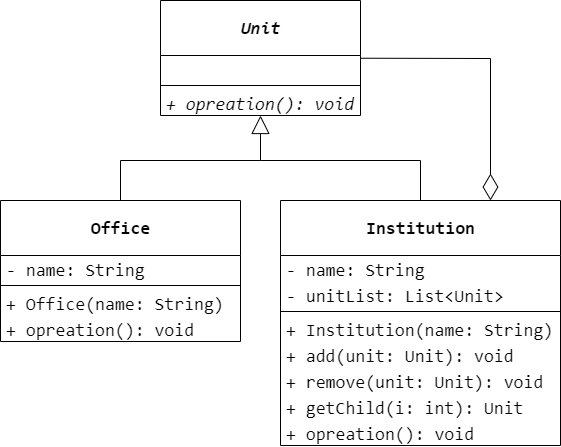 Unit
+ opreation(): void
Office
- name: String
+ Office(name: String)
+ opreation(): void
Institution
- name: String
- unitList: List<Unit>
+ Institution(name: String)
+ add(unit: Unit): void
+ remove(unit: Unit): void
+ getChild(i: int): Unit
+ opreation(): void